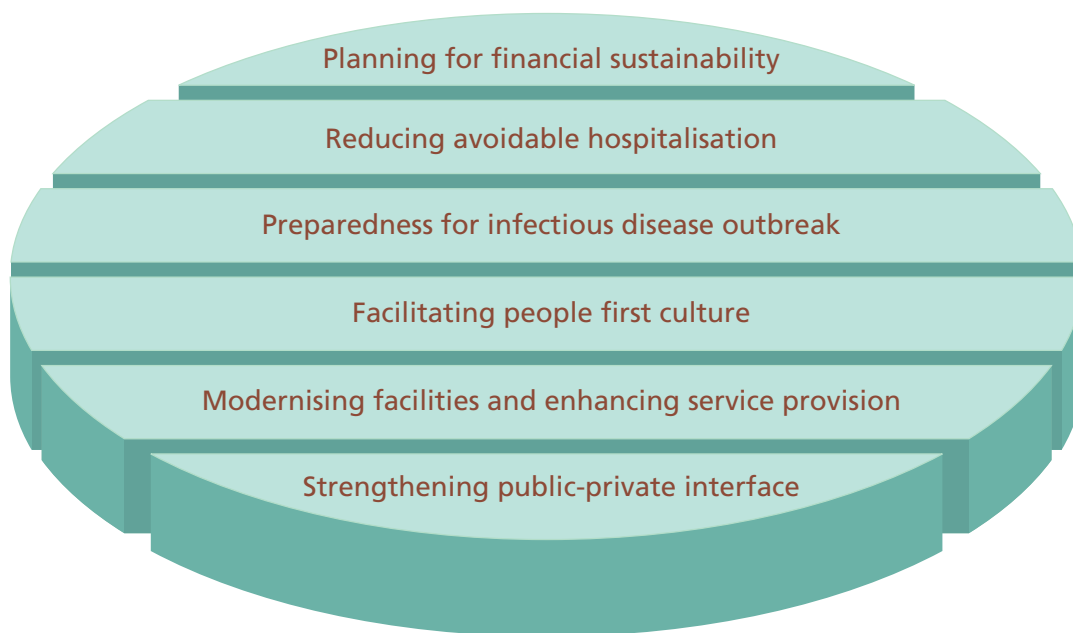 Planning for financial sustainability
Reducing avoidable hospitalisation
Preparedness for infectious disease outbreak
Facilitating people first culture
Modernising facilities and enhancing service provision
Strengthening public-private interface